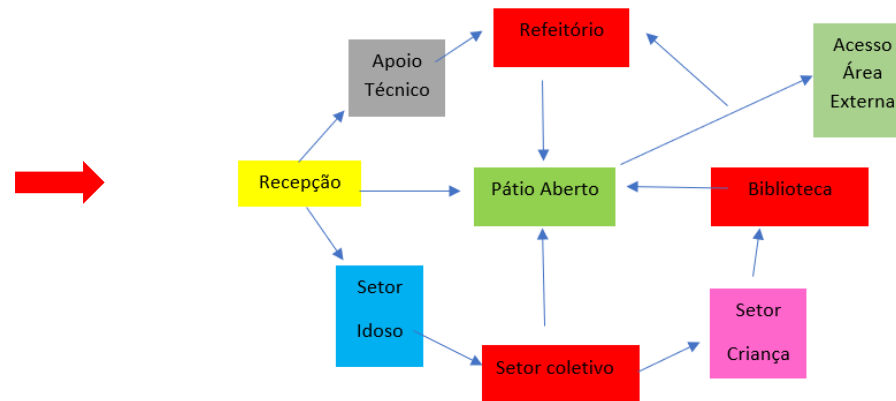 Refeitório
Apoio
Técnico
Acesso
Área
Externa
Recepção
Pátio Aberto
Biblioteca
Setor
Idoso
Setor coletivo
Setor
Criança